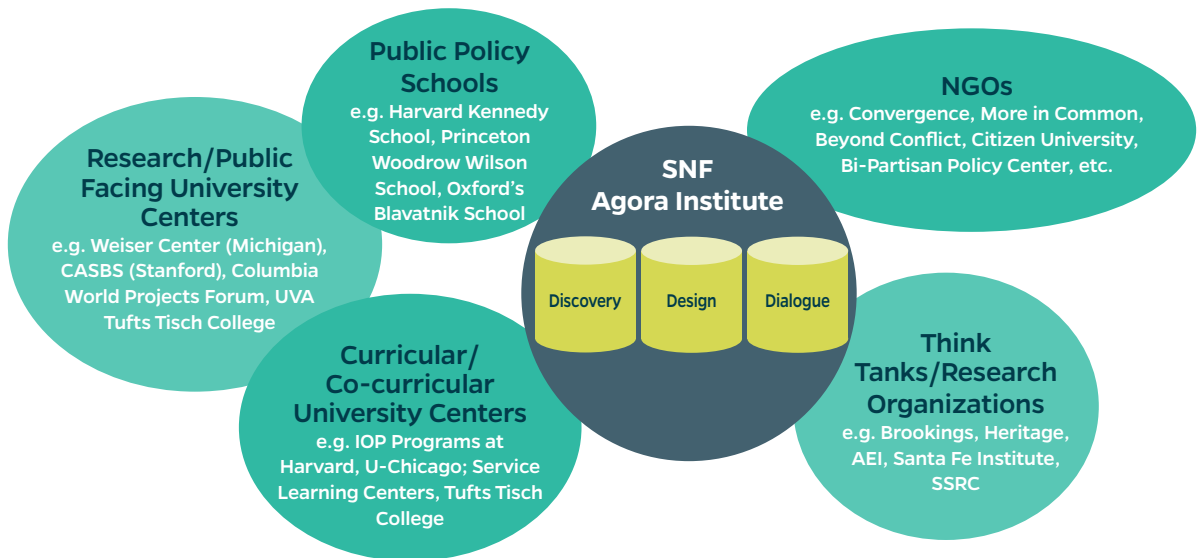 Public Policy
Schools
e.g. Harvard Kennedy
School, Princeton
Woodrow Wilson
School, Oxford's
Blavatnik School
NGOs
e.g. Convergence, More in Common,
Beyond Conflict, Citizen University,
Bi-Partisan Policy Center, etc.
Research/Public
Facing University
Centers
e.g. Weiser Center (Michigan),
CASBS (Stanford), Columbia
World Projects Forum, UVA
Tufts Tisch College
SNF
Agora Institute
Discovery
Design
Dialogue
Curricular/
Co-curricular
University Centers
e.g. IOP Programs at
Harvard, U-Chicago; Service
Learning Centers, Tufts Tisch
College
Think
Tanks/Research
Organizations
e.g. Brookings, Heritage,
AEI, Santa Fe Institute,
SSRC